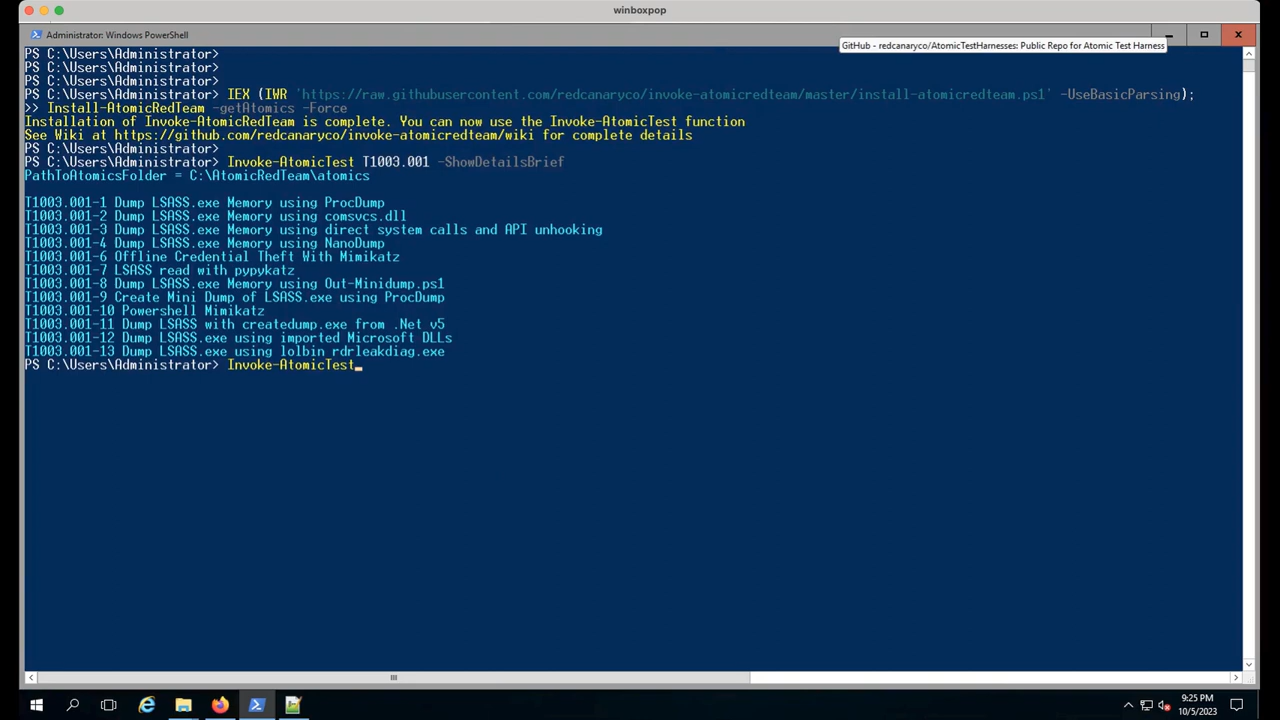 winboxpop
Administrator: Windows PowerShell
GitHub - redcanaryco/AtomicTestHarnesses: Public Repo for Atomic Test Harness
PS C:\Users\Administrator>
PS C:\Users\Administrator>
PS C:\Users\Administrator>
PS C:\Users\Administrator> IEX (IWR 'https://raw.githubusercontent.com/redcanaryco/invoke-atomicredteam/master/install-atomicredteam.ps1' -UseBasicParsing);
>> Install-AtomicRedTeam -getAtomics -Force
Installation of Invoke-AtomicRedTeam is complete. You can now use the Invoke-AtomicTest function
See Wiki at https://github.com/redcanaryco/invoke-atomicredteam/wiki for complete details
PS C:\Users\Administrator>
PS C:\Users\Administrator> Invoke-AtomicTest T1003.001 -ShowDetailsBrief
PathToAtomicsFolder = C:\AtomicRedTeam\atomics
T1003.001-1 Dump LSASS.exe Memory using ProcDump
T1003.001-2 Dump LSASS.exe Memory using comsvcs.dll
T1003.001-3 Dump LSASS.exe Memory using direct system calls and API unhooking
T1003.001-4 Dump LSASS.exe Memory using NanoDump
T1003.001-6 Offline Credential Theft With Mimikatz
T1003.001-7 LSASS read with pypykatz
T1003.001-8 Dump LSASS.exe Memory using Out-Minidump.ps1
T1003.001-9 Create Mini Dump of LSASS.exe using ProcDump
T1003.001-10 Powershell Mimikatz
T1003.001-11 Dump LSASS with createdump.exe from .Net v5
T1003.001-12 Dump LSASS.exe using imported Microsoft DLLs
T1003.001-13 Dump LSASS.exe using lolbin rdrleakdiag.exe
PS C:\Users\Administrator> Invoke-AtomicTest
9:25 PM
10/5/2023